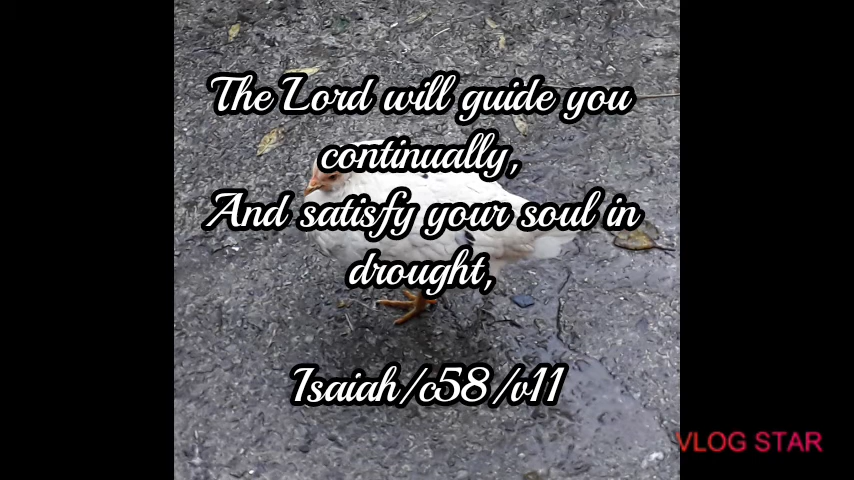 The Lord will guide you
continually,
And satisfy your soul in
drought,
Isaiah/c58/v11
VLOG STAR